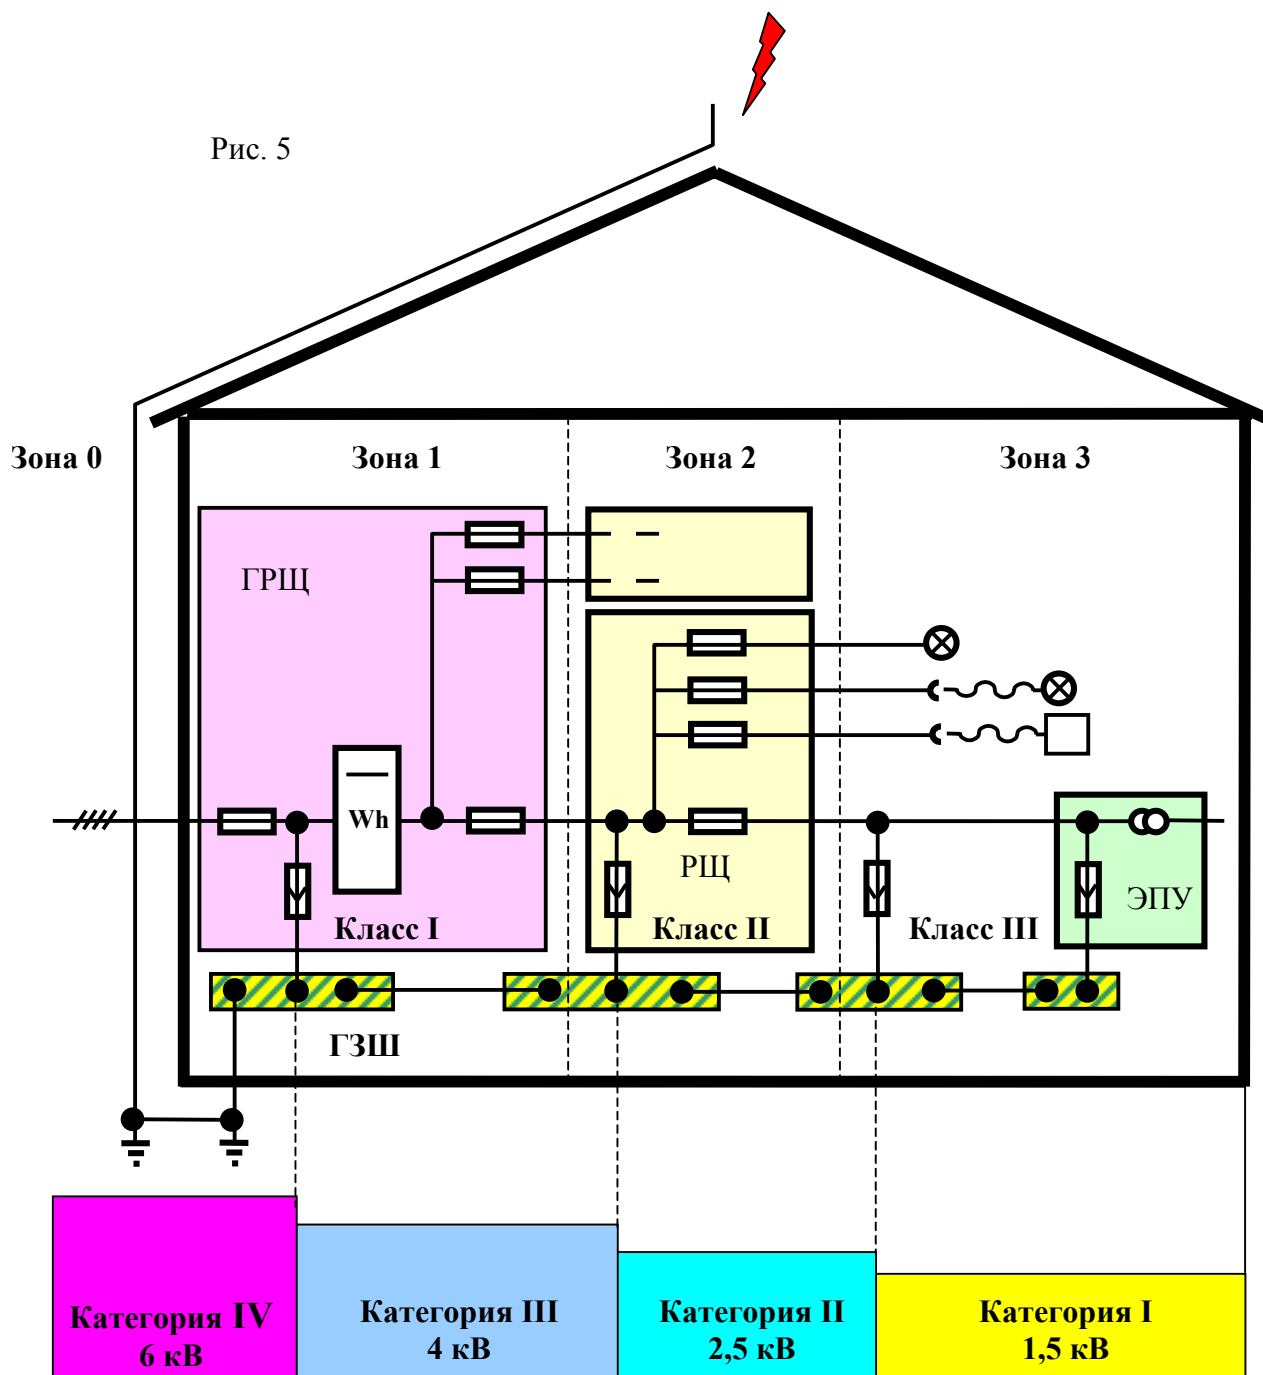 Рис. 5
Зона 0
Зона 1
Зона 2
Зона 3
ГРЩ
Wh
РЩ
ЭПУ
Класс I
Класс II
Класс III
ГЗШ
Категория IV
6 кВ
Категория III
4 кВ
Категория II
2,5 кВ
Категория I
1,5 кВ